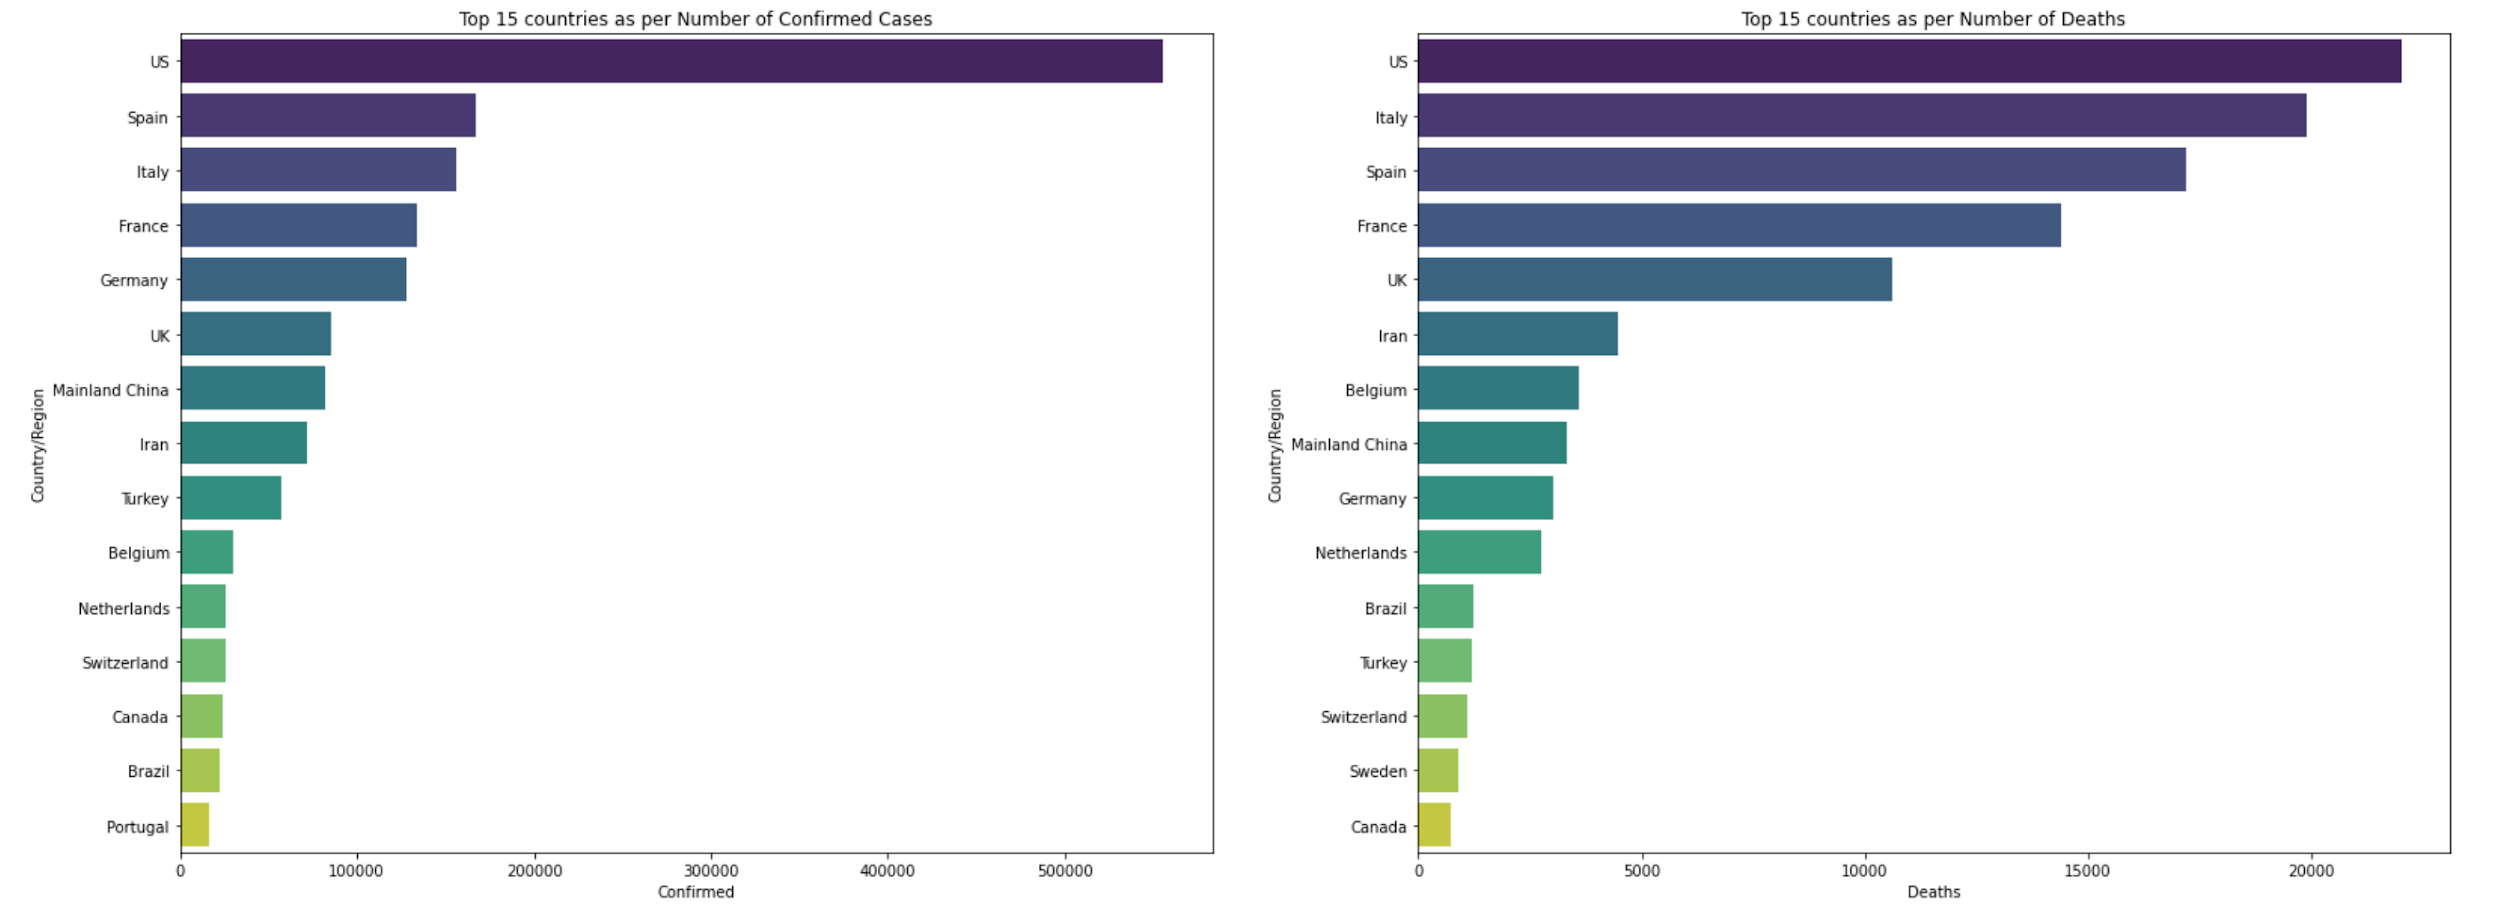 Top 15 countries as per Number of Confirmed Cases
US
Spain
Italy
France
Germany
UK
Mainland China
Iran
Turkey
Belgium
Netherlands
Switzerland
Canada
Brazil
Portugal
Country/Region
0 100000 200000 300000 400000 500000
Confirmed
Top 15 countries as per Number of Deaths
US
Italy
Spain
France
UK
Iran
Belgium
Mainland China
Germany
Netherlands
Brazil
Turkey
Switzerland
Sweden
Canada
Country/Region
0 5000 10000 15000 20000
Deaths